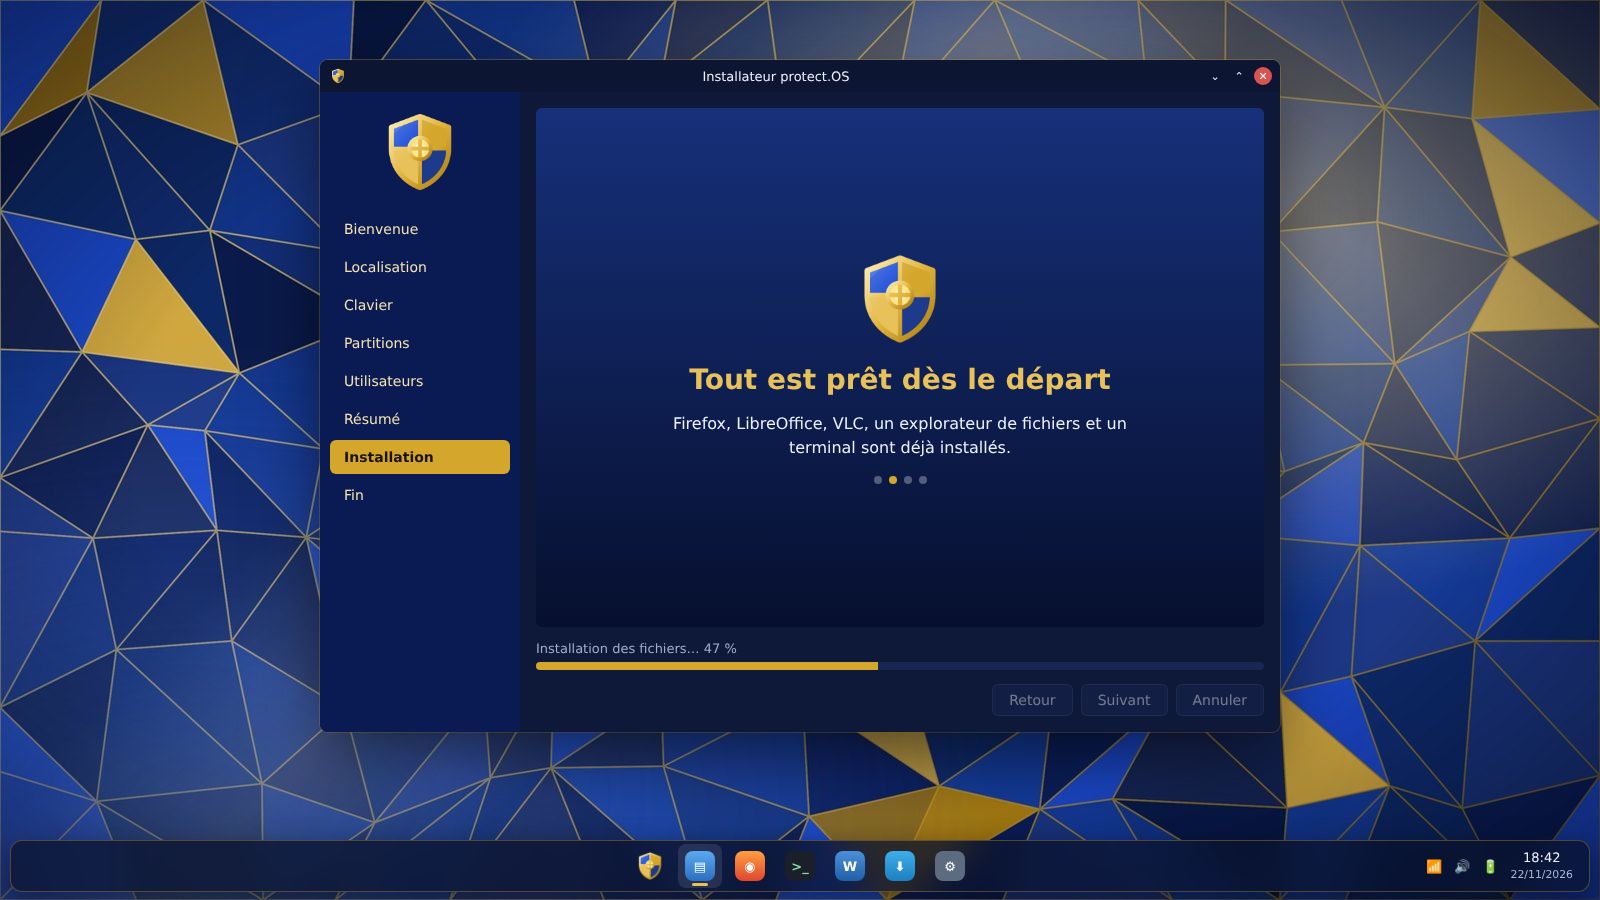 Installateur protect.OS
Bienvenue
Localisation
Clavier
Partitions
Utilisateurs
Résumé
Installation
Fin
Tout est prêt dès le départ
Firefox, LibreOffice, VLC, un explorateur de fichiers et un
terminal sont déjà installés.
Installation des fichiers... 47 %
Retour
Suivant
Annuler
>_
W
18:42
22/11/2026